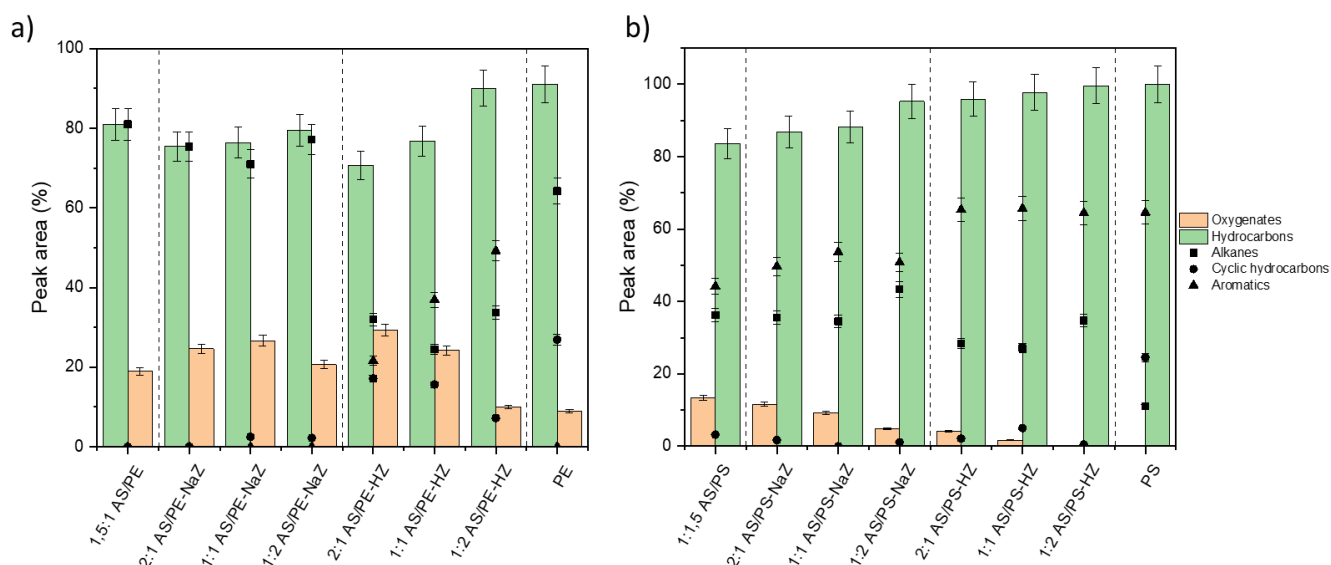 a)
100
80
60
40
20
0
Peak area (%)
1,5:1 AS/PE
2:1 AS/PE-NaZ
1:1 AS/PE-NaZ
1:2 AS/PE-NaZ
2:1 AS/PE-HZ
1:1 AS/PE-HZ
1:2 AS/PE-HZ
PE
b)
100
80
60
40
20
0
Peak area (%)
1:1,5 AS/PS
2:1 AS/PS-NaZ
1:1 AS/PS-NaZ
1:2 AS/PS-NaZ
2:1 AS/PS-HZ
1:1 AS/PS-HZ
1:2 AS/PS-HZ
PS
Oxygenates
Hydrocarbons
Alkanes
Cyclic hydrocarbons
Aromatics